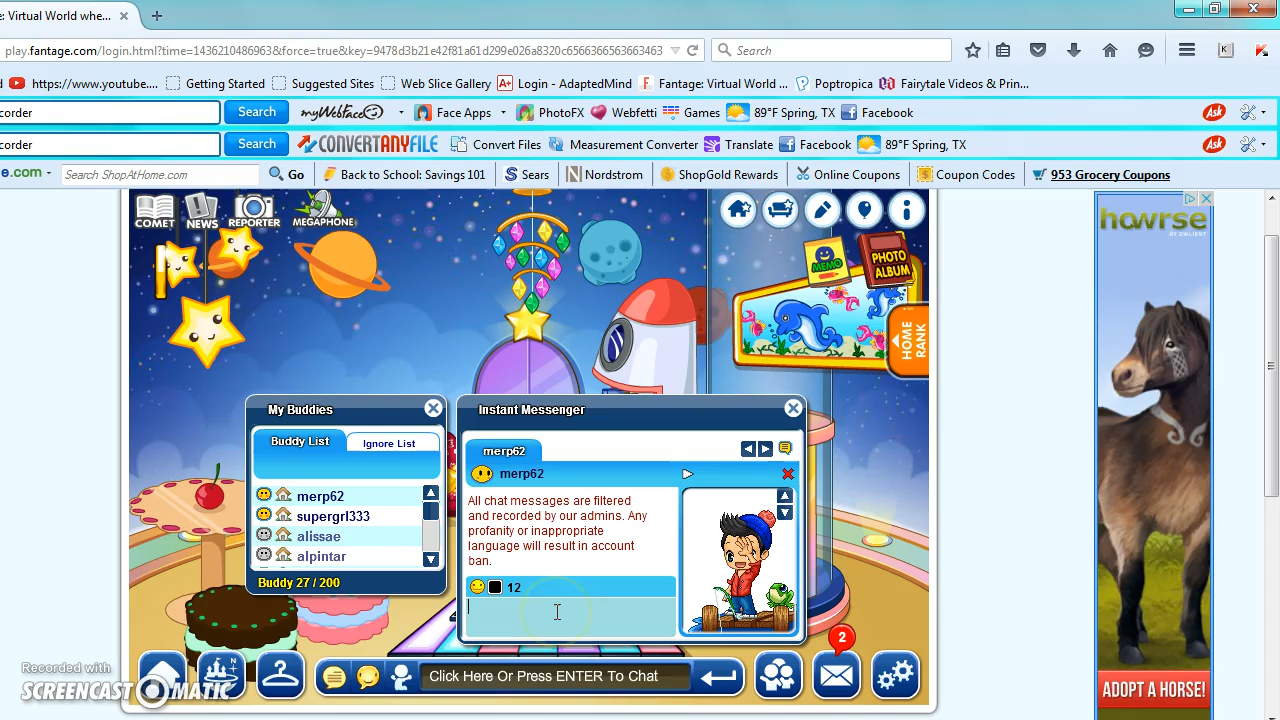 : Virtual World whe...
play.fantage.com/login.html?time=1436210486963&force=true&key=9478d3b21e42f81a61d299e026a8320c6566366563663463
Search
https://www.youtube....
Getting Started
Suggested Sites
Web Slice Gallery
Login - AdaptedMind
Fantage: Virtual World ...
Poptropica
Fairytale Videos & Prin...
corder
Search
myWebFace
Face Apps
PhotoFX
Webfetti
Games
89°F Spring, TX
Facebook
Ask
corder
Search
CONVERTANYFILE
Convert Files
Measurement Converter
Translate
Facebook
89°F Spring, TX
Ask
e.com
Search ShopAtHome.com
Go
Back to School: Savings 101
Sears
Nordstrom
ShopGold Rewards
Online Coupons
Coupon Codes
953 Grocery Coupons
COMET
NEWS
REPORTER
MEGAPHONE
MEMO
PHOTO
ALBUM
HOME
RANK
howrse
BY OWLIENT
My Buddies
Buddy List
Ignore List
merp62
supergrl333
alissae
alpintar
Buddy 27 / 200
Instant Messenger
merp62
merp62
All chat messages are filtered
and recorded by our admins. Any
profanity or inappropriate
language will result in account
ban.
12
2
Click Here Or Press ENTER To Chat
ADOPT A HORSE!
Recorded with
SCREENCAST O MATIC